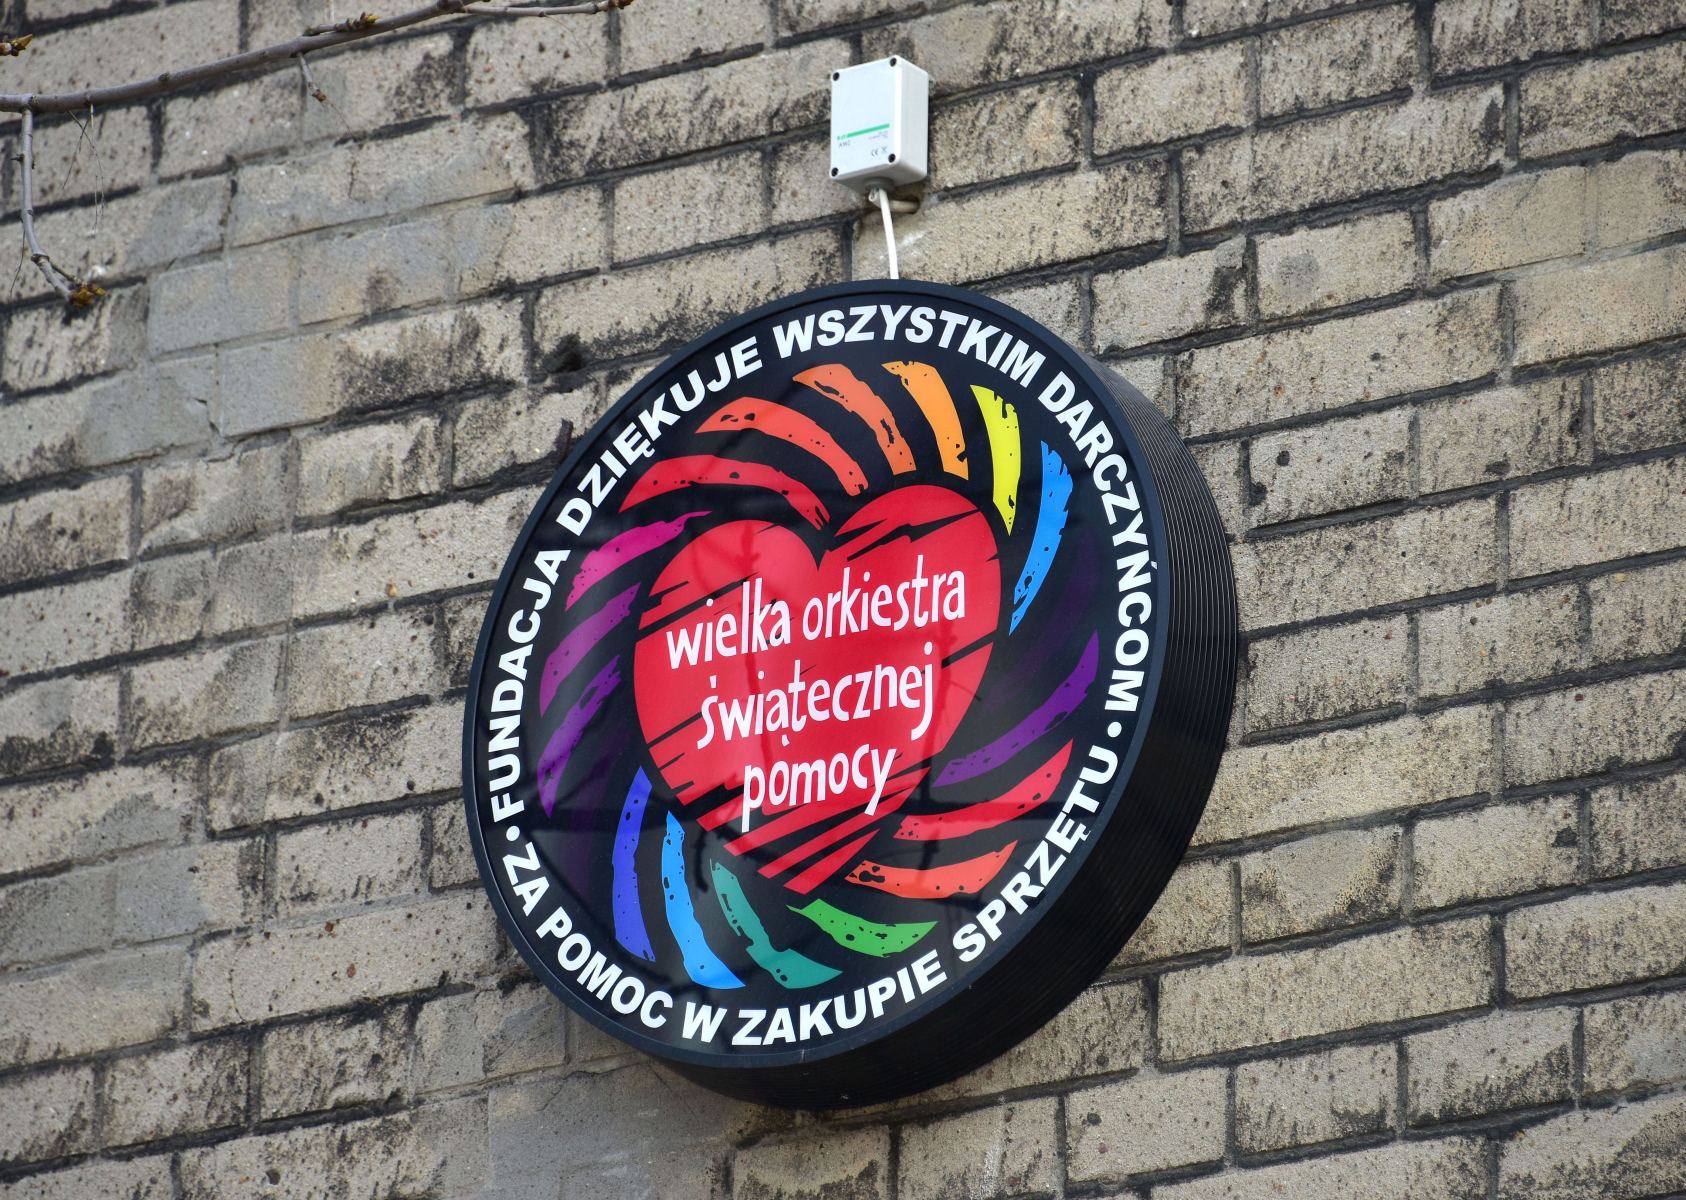 FUNDACJA DZIĘKUJE WSZYSTKIM DARCZYŃCOM •
ZA POMOC W ZAKUPIE SPRZĘTU •
wielka orkiestra
świątecznej
pomocy